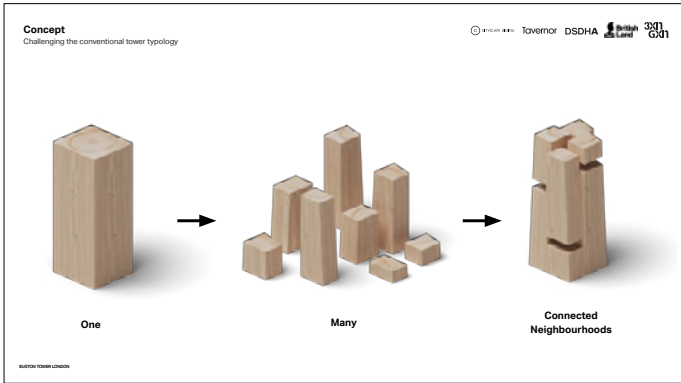 Concept
Challenging the conventional tower typology
Tavernor
DSDHA
British
Land
3XN
GXN
One
Many
Connected
Neighbourhoods
EUSTON TOWER LONDON